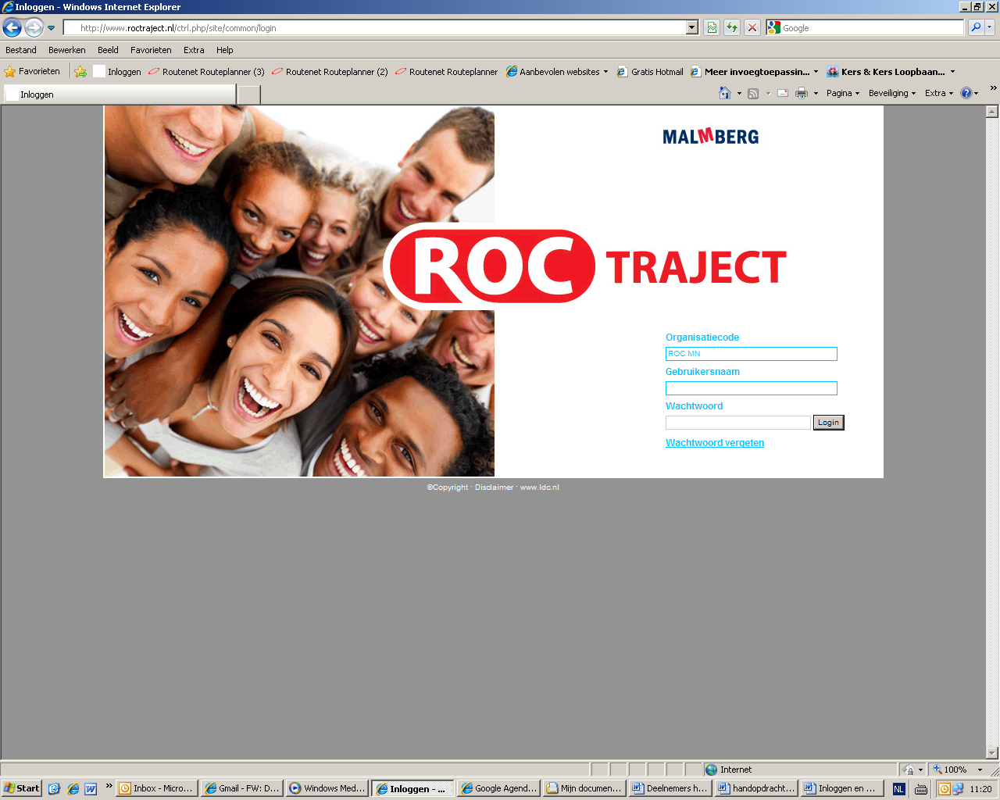 Inloggen - Windows Internet Explorer
http://www.roctraject.nl/ctrl.php/site/common/login
Google
Bestand Bewerken Beeld Favorieten Extra Help
Favorieten Inloggen Routenet Routeplanner (3) Routenet Routeplanner (2) Routenet Routeplanner Aanbevolen websites Gratis Hotmail Meer invoegtoepassin... Kers & Kers Loopbaan...
Inloggen Pagina Beveiliging Extra
MALMBERG
ROC TRAJECT
Organisatiecode
ROC MN
Gebruikersnaam
Wachtwoord
Login
Wachtwoord vergeten
©Copyright · Disclaimer · www.ldc.nl
Internet 100%
Start Inbox - Micro... Gmail - FW: D... Windows Med... Inloggen - ... Google Agend... Mijn documen... Deelnemers h... handopdracht... Inloggen en ... NL 11:20